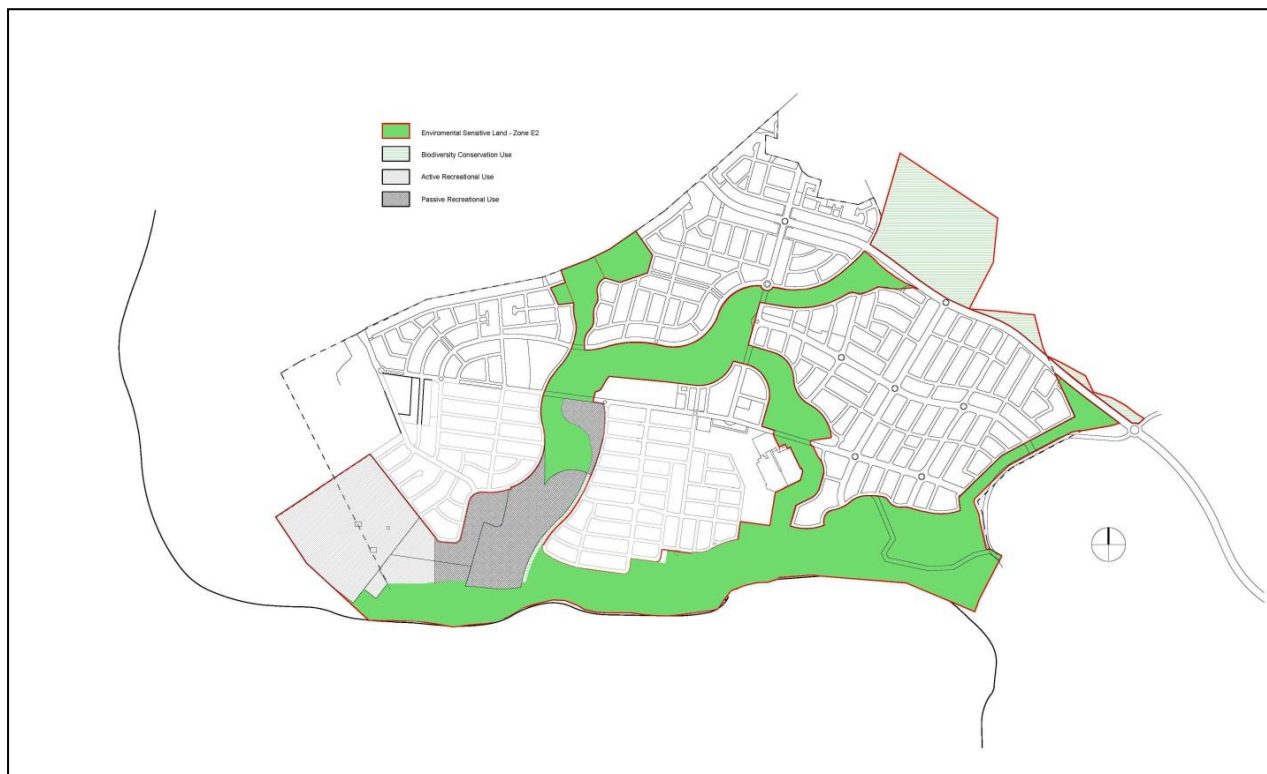 Enviromental Sensitive Land - Zone E2
Biodiversity Conservation Use
Active Recreational Use
Passive Recreational Use